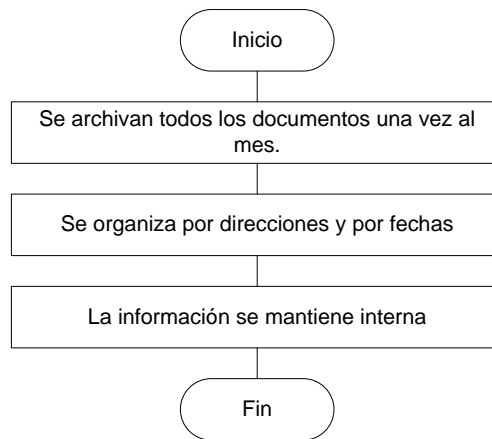 Inicio
Se archivan todos los documentos una vez al
mes.
Se organiza por direcciones y por fechas
La información se mantiene interna
Fin